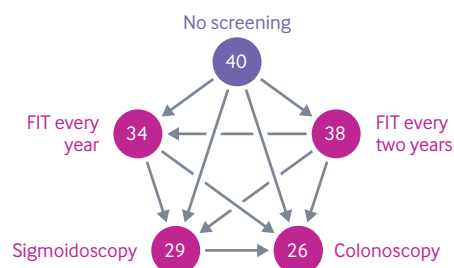 No screening
40
FIT every
year
34
38
FIT every
two years
Sigmoidoscopy
29
26
Colonoscopy